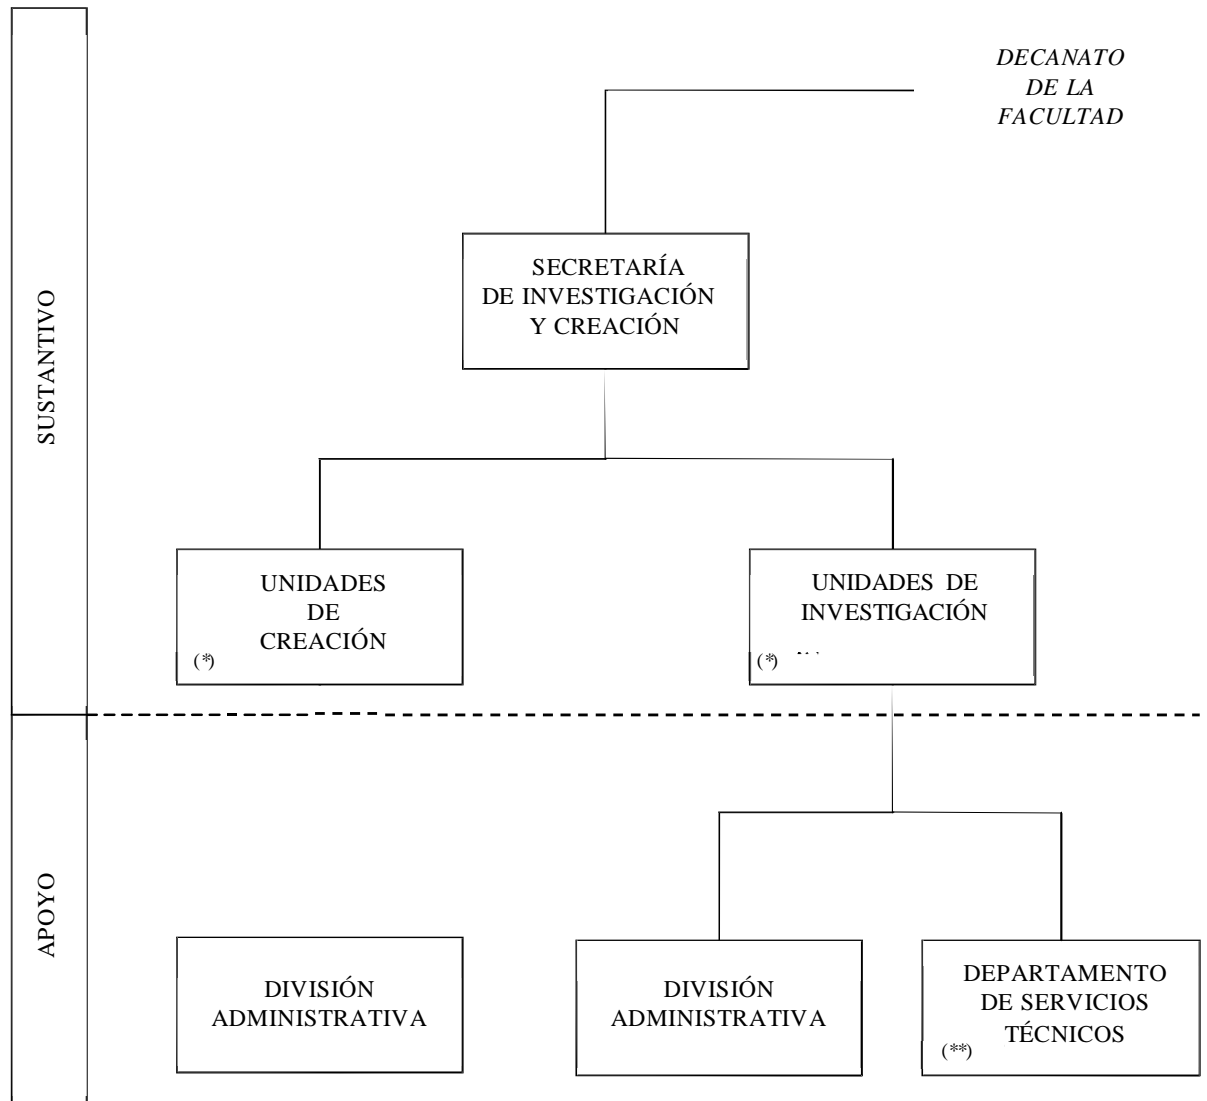 DECANATO
DE LA
FACULTAD
SUSTANTIVO
SECRETARÍA
DE INVESTIGACIÓN
Y CREACIÓN
UNIDADES
DE
CREACIÓN
(*)
UNIDADES DE
INVESTIGACIÓN
(*)
APOYO
DIVISIÓN
ADMINISTRATIVA
DIVISIÓN
ADMINISTRATIVA
DEPARTAMENTO
DE SERVICIOS
TÉCNICOS
(**)